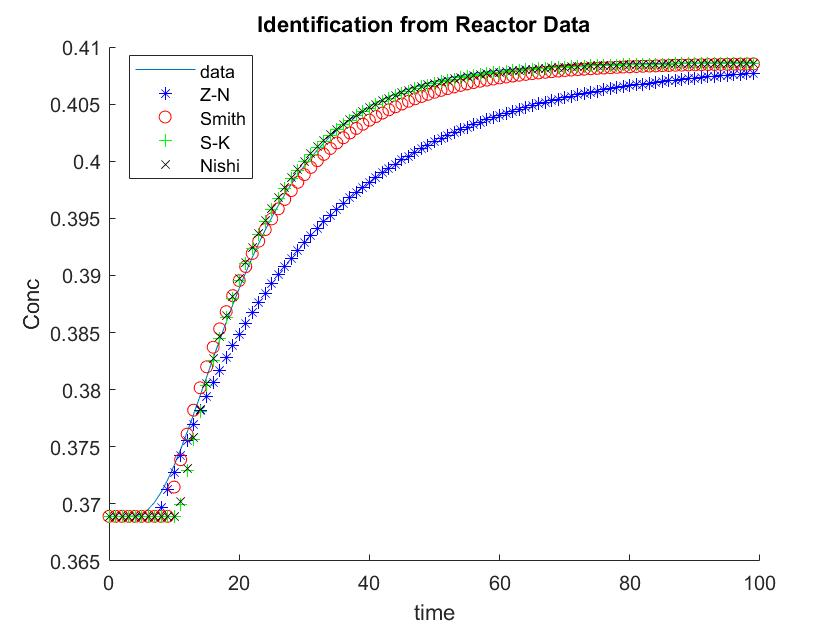 Identification from Reactor Data
0.41
0.405
0.4
0.395
0.39
0.385
0.38
0.375
0.37
0.365
Conc
data
Z-N
Smith
S-K
Nishi
0 20 40 60 80 100
time